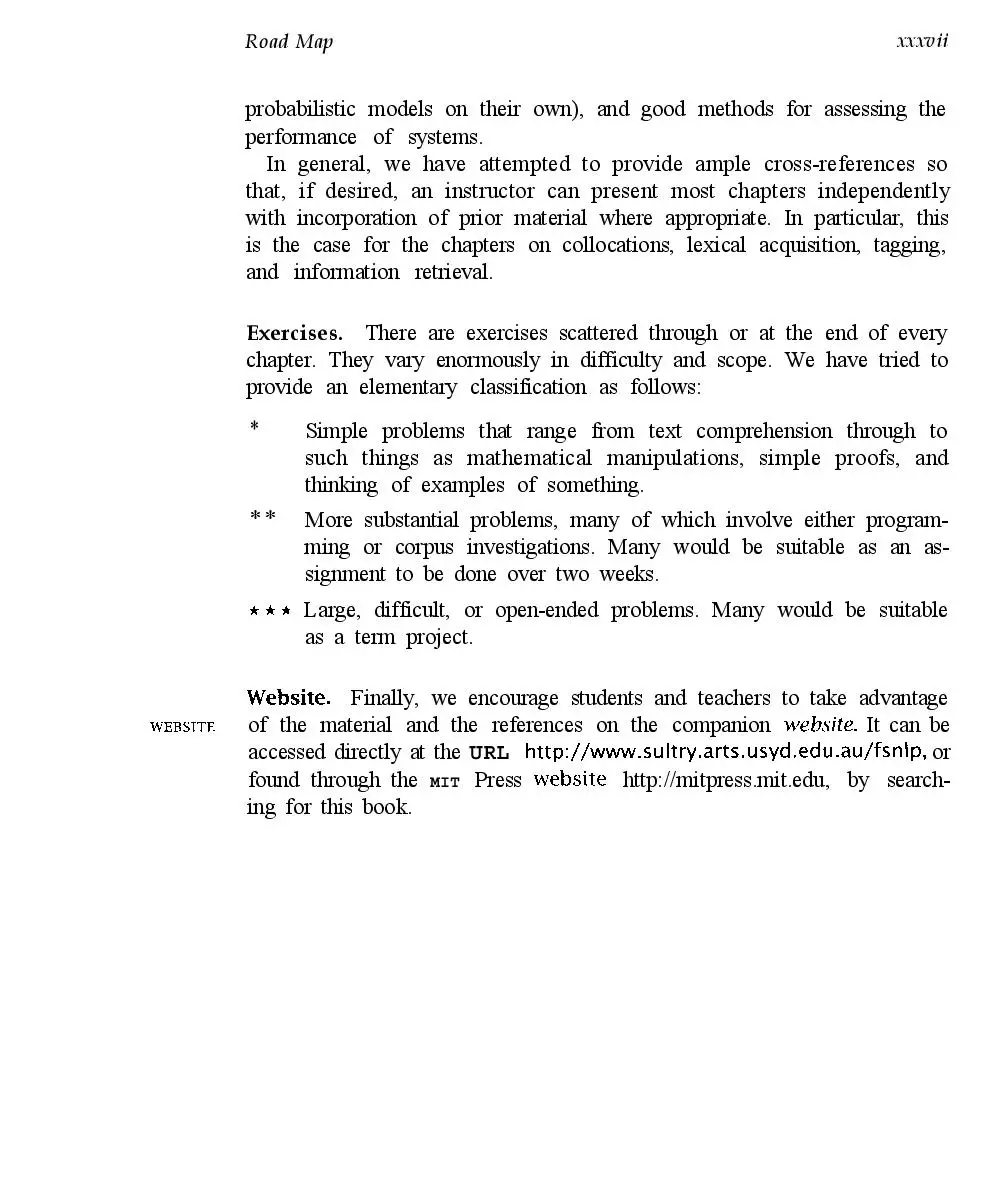 Road Map xxxvii
probabilistic models on their own), and good methods for assessing the
performance of systems.
In general, we have attempted to provide ample cross-references so
that, if desired, an instructor can present most chapters independently
with incorporation of prior material where appropriate. In particular, this
is the case for the chapters on collocations, lexical acquisition, tagging,
and information retrieval.
Exercises. There are exercises scattered through or at the end of every
chapter. They vary enormously in difficulty and scope. We have tried to
provide an elementary classification as follows:
* Simple problems that range from text comprehension through to
such things as mathematical manipulations, simple proofs, and
thinking of examples of something.
** More substantial problems, many of which involve either program-
ming or corpus investigations. Many would be suitable as an as-
signment to be done over two weeks.
★★★ Large, difficult, or open-ended problems. Many would be suitable
as a term project.
Website. Finally, we encourage students and teachers to take advantage
WEBSITE of the material and the references on the companion website. It can be
accessed directly at the URL http://www.sultry.arts.usyd.edu.au/fsnlp, or
found through the MIT Press website http://mitpress.mit.edu, by search-
ing for this book.